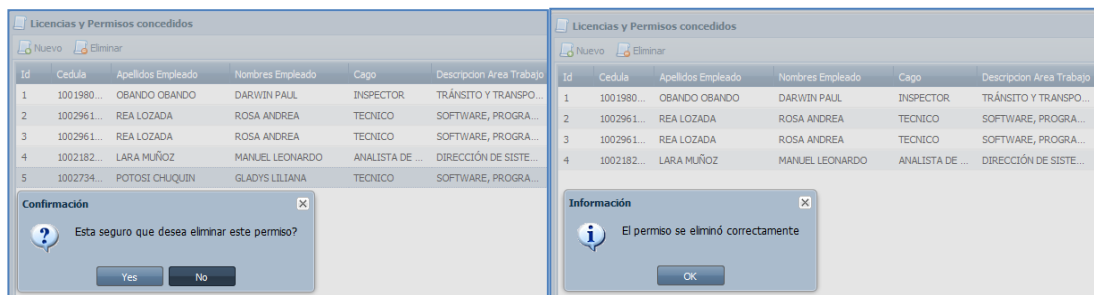 Licencias y Permisos concedidos
Nuevo Eliminar
Id Cedula Apellidos Empleado Nombres Empleado Cago Descripcion Area Trabajo
1 1001980... OBANDO OBANDO DARWIN PAUL INSPECTOR TRÁNSITO Y TRANSPO...
2 1002961... REA LOZADA ROSA ANDREA TECNICO SOFTWARE, PROGRA...
3 1002961... REA LOZADA ROSA ANDREA TECNICO SOFTWARE, PROGRA...
4 1002182... LARA MUÑOZ MANUEL LEONARDO ANALISTA DE ... DIRECCIÓN DE SISTE...
5 1002734... POTOSI CHUQUIN GLADYS LILIANA TECNICO SOFTWARE, PROGRA...
Confirmación
Esta seguro que desea eliminar este permiso?
Yes No
Licencias y Permisos concedidos
Nuevo Eliminar
Id Cedula Apellidos Empleado Nombres Empleado Cago Descripcion Area Trabajo
1 1001980... OBANDO OBANDO DARWIN PAUL INSPECTOR TRÁNSITO Y TRANSPO...
2 1002961... REA LOZADA ROSA ANDREA TECNICO SOFTWARE, PROGRA...
3 1002961... REA LOZADA ROSA ANDREA TECNICO SOFTWARE, PROGRA...
4 1002182... LARA MUÑOZ MANUEL LEONARDO ANALISTA DE ... DIRECCIÓN DE SISTE...
Información
El permiso se eliminó correctamente
OK